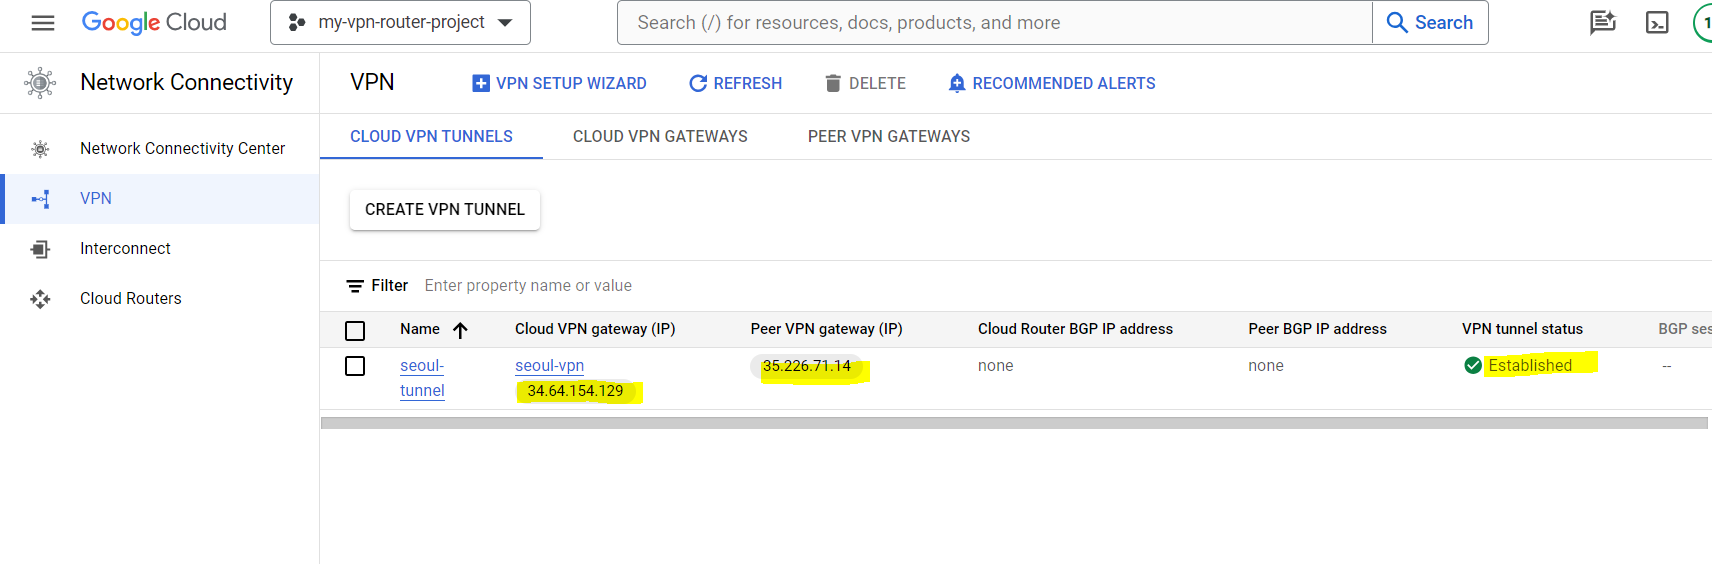 Google Cloud
my-vpn-router-project
Search (/) for resources, docs, products, and more
Search
1
Network Connectivity
VPN
VPN SETUP WIZARD
REFRESH
DELETE
RECOMMENDED ALERTS
Network Connectivity Center
VPN
Interconnect
Cloud Routers
CLOUD VPN TUNNELS
CLOUD VPN GATEWAYS
PEER VPN GATEWAYS
CREATE VPN TUNNEL
Filter Enter property name or value
Name Cloud VPN gateway (IP) Peer VPN gateway (IP) Cloud Router BGP IP address Peer BGP IP address VPN tunnel status BGP ses
seoul- seoul-vpn 35.226.71.14 none none Established --
tunnel 34.64.154.129